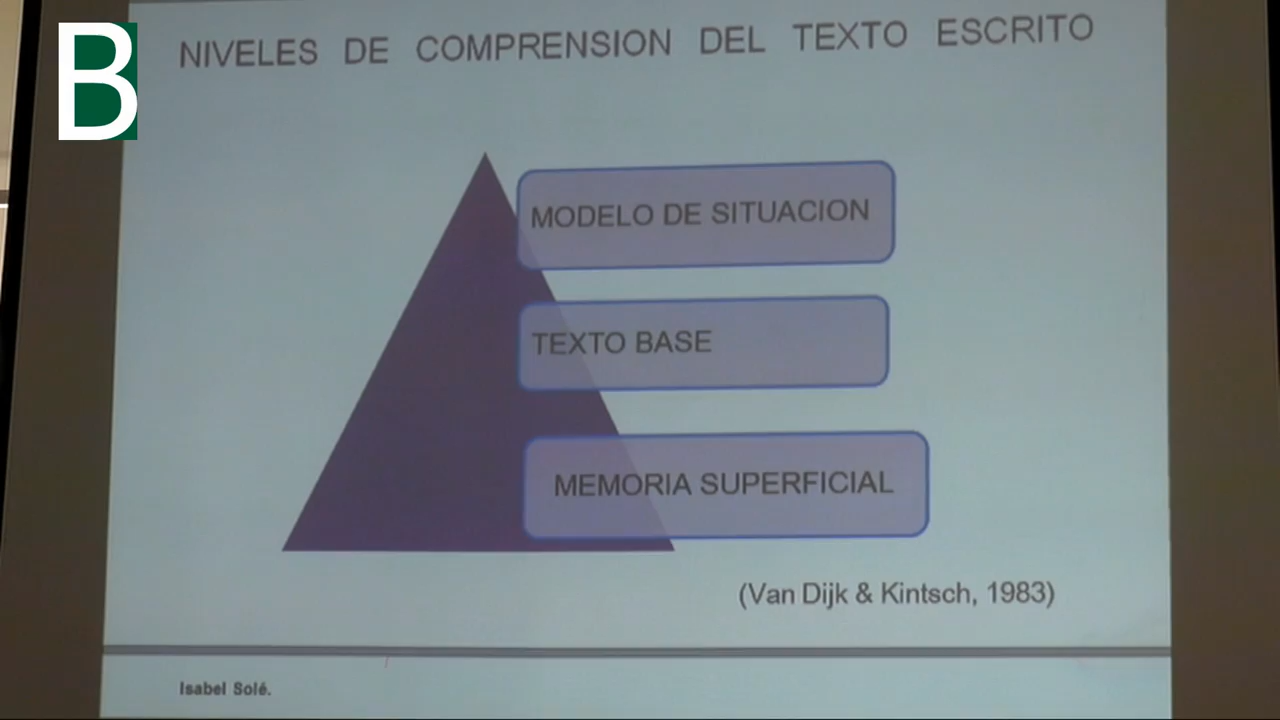 B
NIVELES DE COMPRENSION DEL TEXTO ESCRITO
MODELO DE SITUACION
TEXTO BASE
MEMORIA SUPERFICIAL
(Van Dijk & Kintsch, 1983)
Isabel Solé.